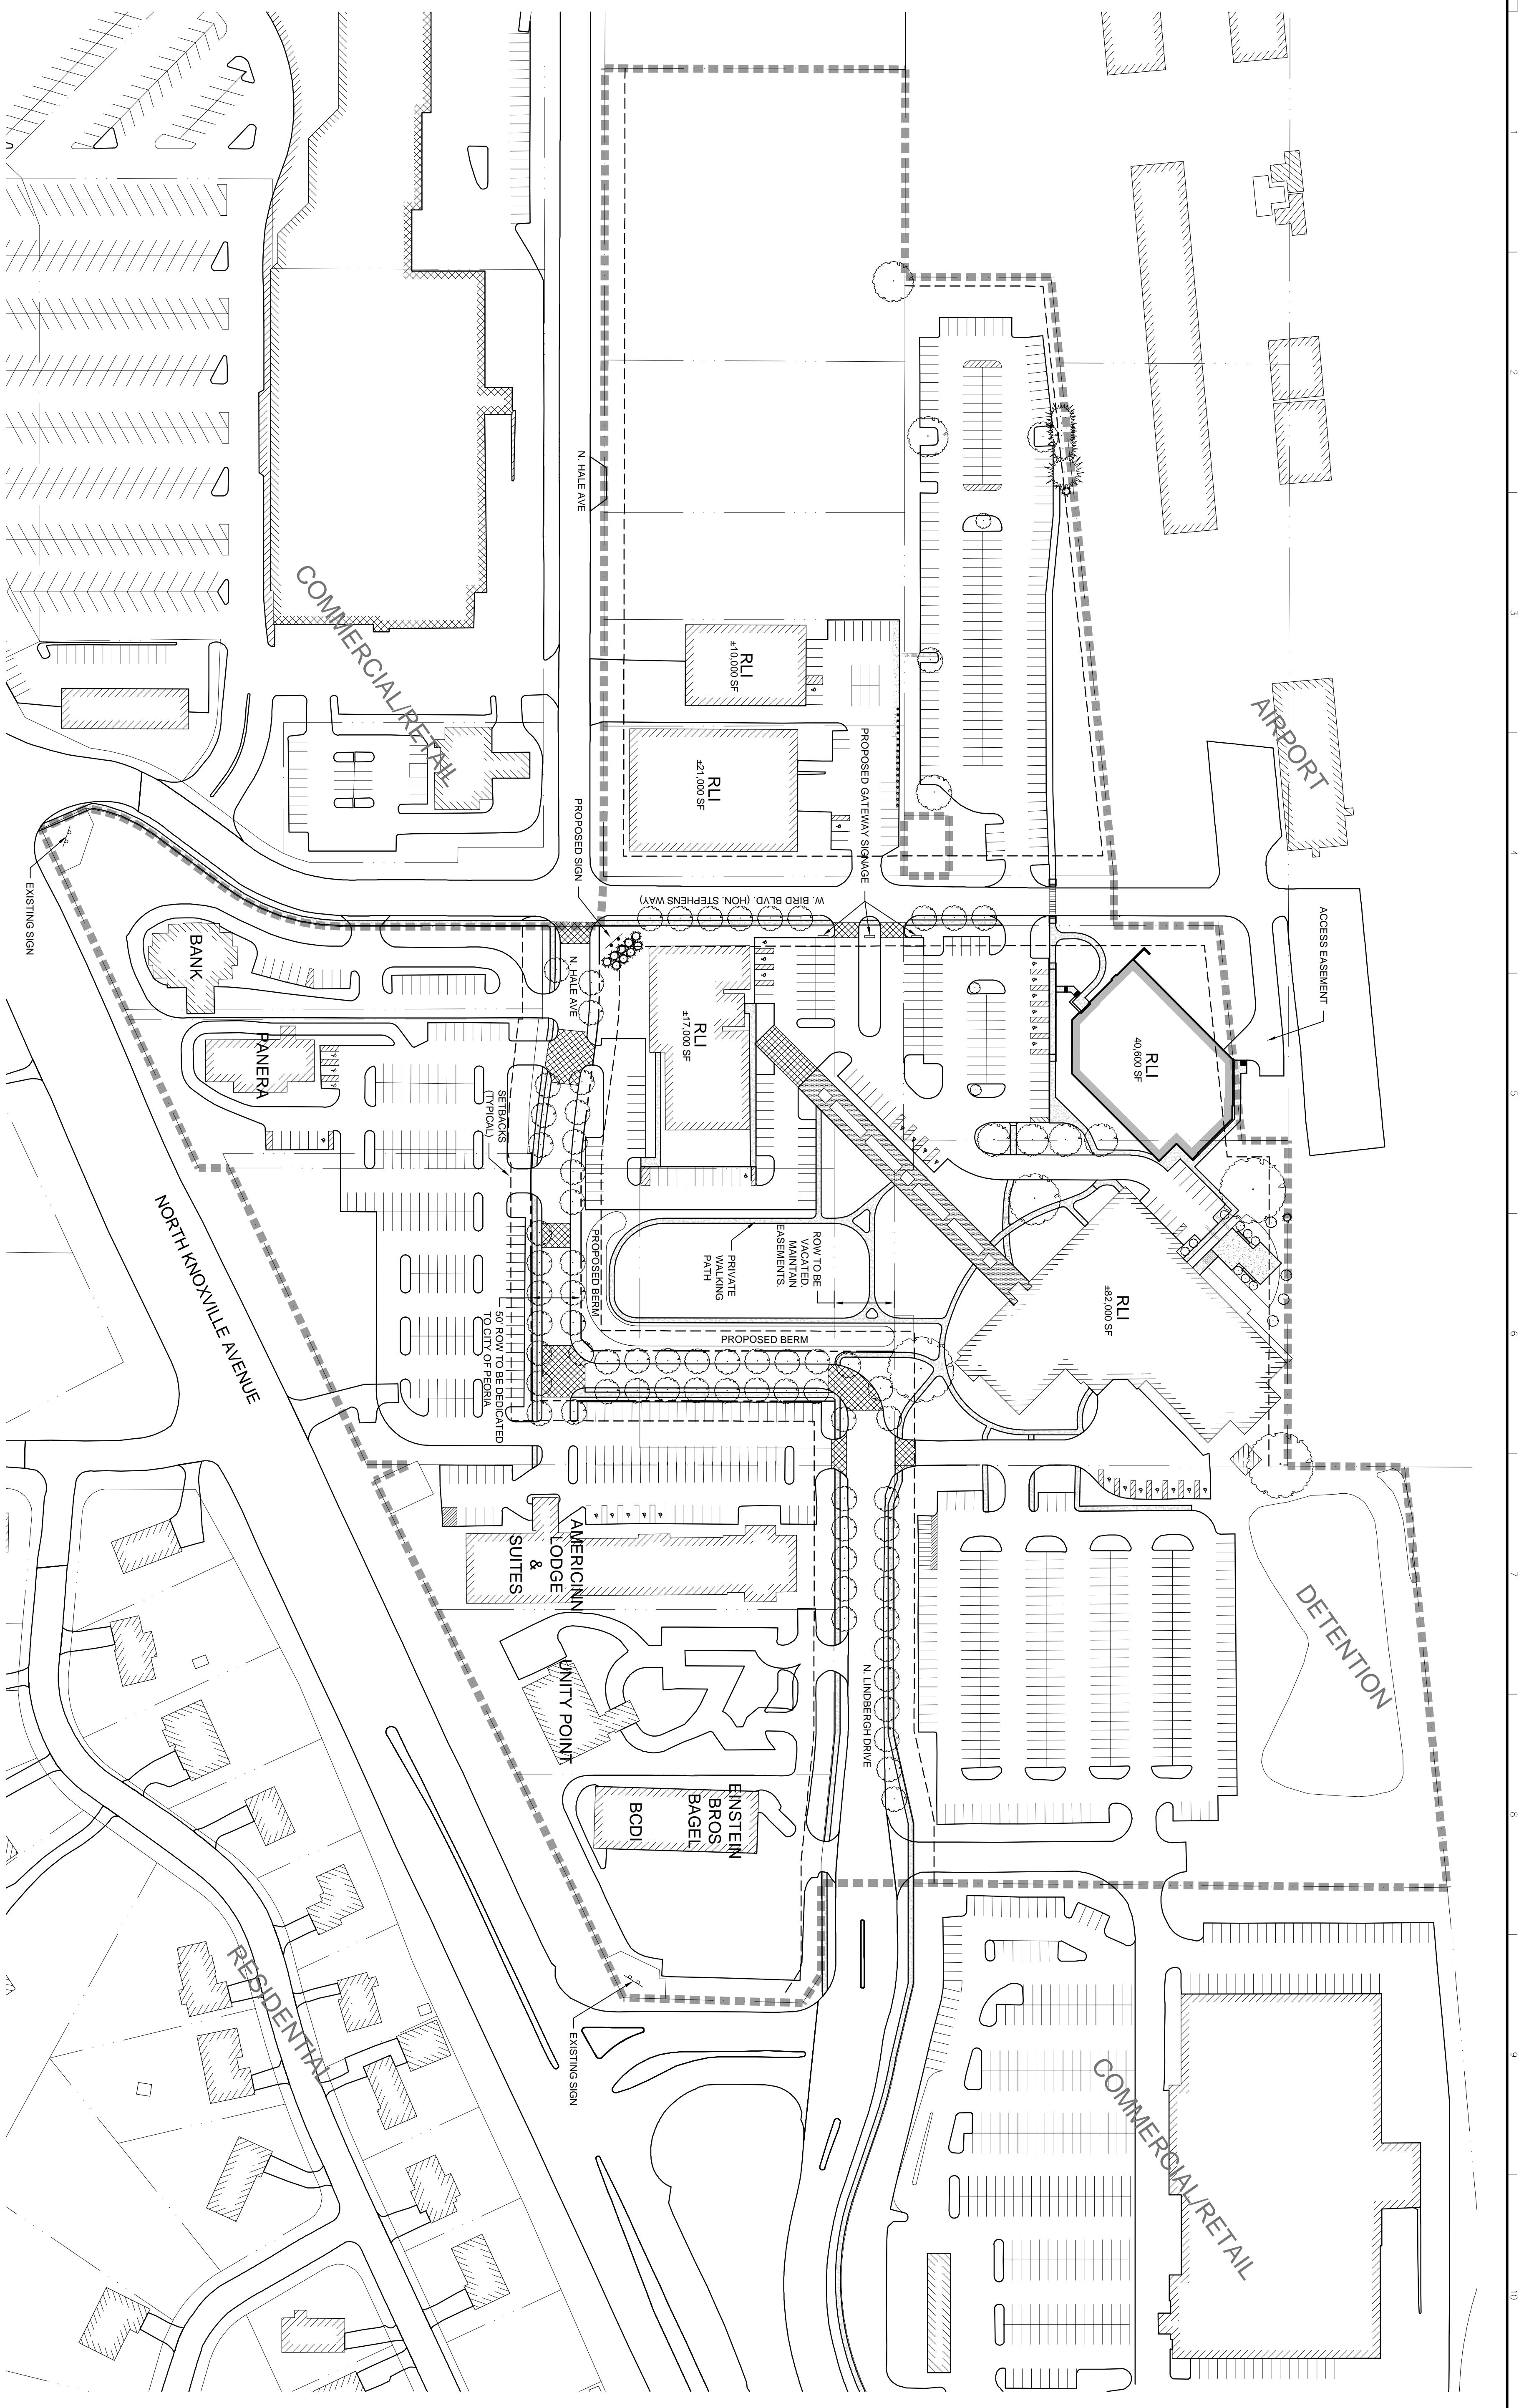 1
2
3
4
5
6
7
8
9
10
AIRPORT
ACCESS EASEMENT
DETENTION
COMMERCIAL/RETAIL
RLI
40,600 SF
RLI
±82,000 SF
PROPOSED GATEWAY SIGNAGE
W. BIRD BLVD. (HON. STEPHENS WAY)
ROW TO BE
VACATED.
MAINTAIN
EASEMENTS.
N. LINDBERGH DRIVE
RLI
±10,000 SF
RLI
±21,000 SF
RLI
±17,000 SF
PRIVATE
WALKING
PATH
PROPOSED BERM
PROPOSED BERM
N. HALE AVE
PROPOSED SIGN
N. HALE AVE
SETBACKS
(TYPICAL)
50' ROW TO BE DEDICATED
TO CITY OF PEORIA
AMERICINN
LODGE
&
SUITES
UNITY POINT
EINSTEIN
BROS
BAGEL
BCDI
EXISTING SIGN
COMMERCIAL/RETAIL
BANK
PANERA
NORTH KNOXVILLE AVENUE
EXISTING SIGN
RESIDENTIAL